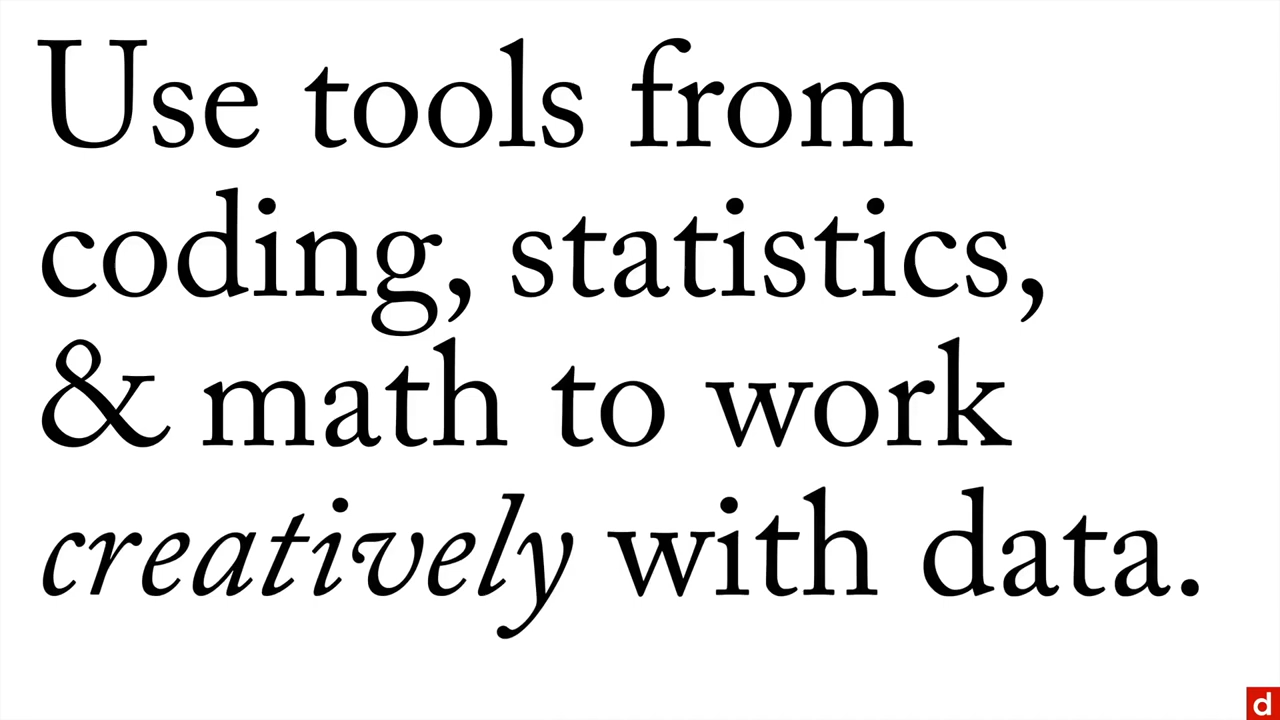 Use tools from
coding, statistics,
& math to work
creatively with data.
d